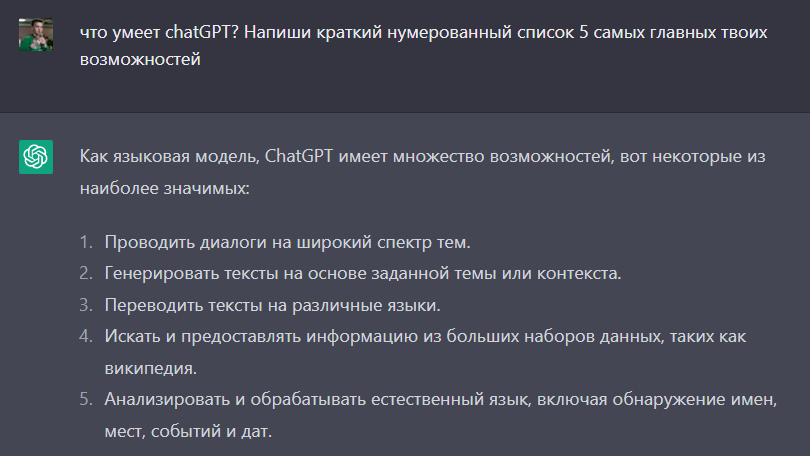 что умеет chatGPT? Напиши краткий нумерованный список 5 самых главных твоих
возможностей
Как языковая модель, ChatGPT имеет множество возможностей, вот некоторые из
наиболее значимых:
1. Проводить диалоги на широкий спектр тем.
2. Генерировать тексты на основе заданной темы или контекста.
3. Переводить тексты на различные языки.
4. Искать и предоставлять информацию из больших наборов данных, таких как
википедия.
5. Анализировать и обрабатывать естественный язык, включая обнаружение имен,
мест, событий и дат.